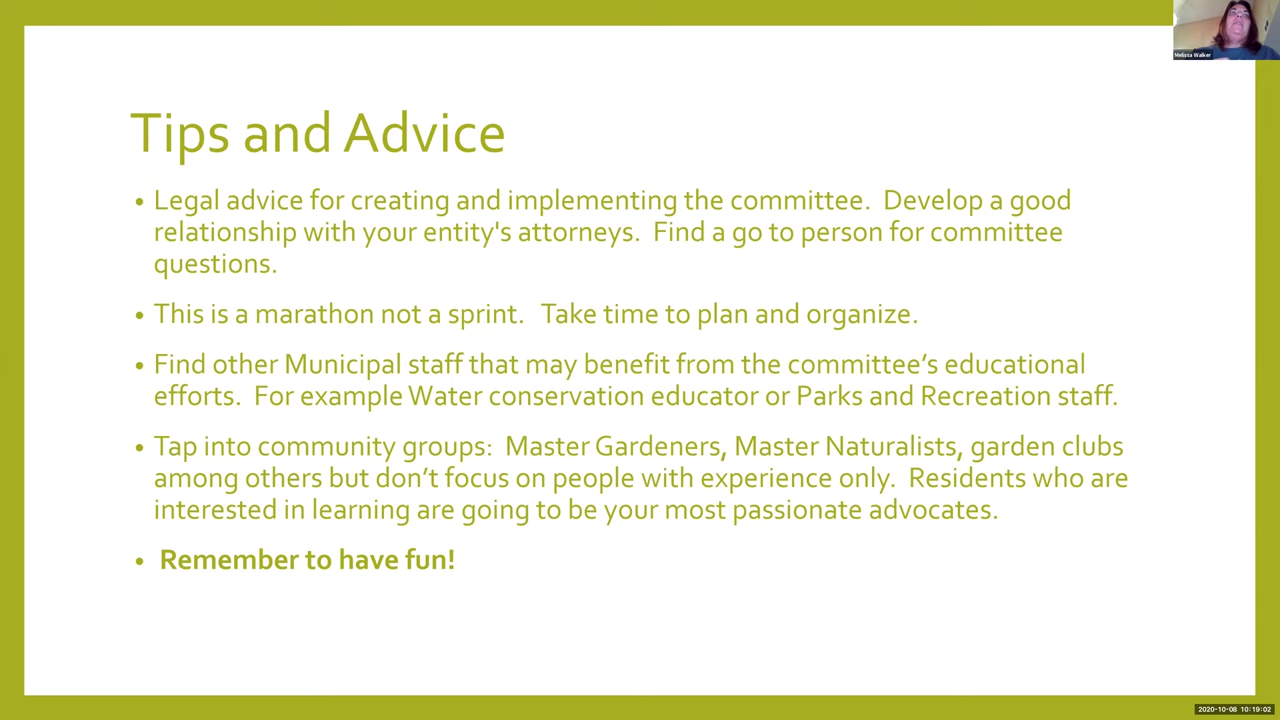 Melissa Walker
Tips and Advice
• Legal advice for creating and implementing the committee.  Develop a good
relationship with your entity's attorneys.  Find a go to person for committee
questions.
• This is a marathon not a sprint.   Take time to plan and organize.
• Find other Municipal staff that may benefit from the committee’s educational
efforts.  For example Water conservation educator or Parks and Recreation staff.
• Tap into community groups:  Master Gardeners, Master Naturalists, garden clubs
among others but don’t focus on people with experience only.  Residents who are
interested in learning are going to be your most passionate advocates.
• Remember to have fun!
2020-10-08 10:19:02